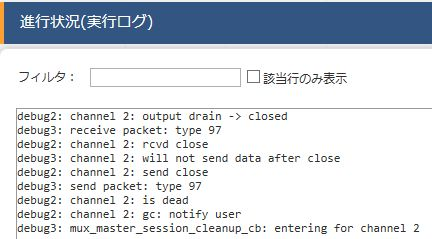 進行状況(実行ログ)
フィルタ:
該当行のみ表示
debug2: channel 2: output drain -> closed
debug3: receive packet: type 97
debug2: channel 2: rcvd close
debug3: channel 2: will not send data after close
debug2: channel 2: send close
debug3: send packet: type 97
debug2: channel 2: is dead
debug2: channel 2: gc: notify user
debug3: mux_master_session_cleanup_cb: entering for channel 2